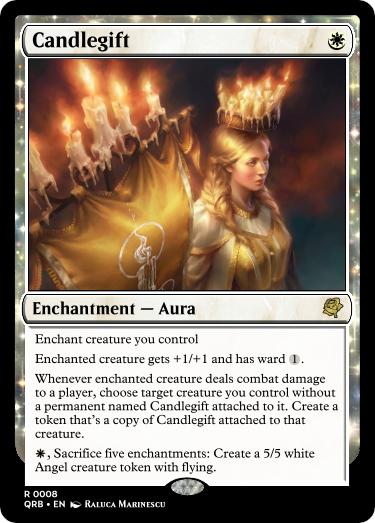 Candlegift
Enchantment — Aura
Enchant creature you control
Enchanted creature gets +1/+1 and has ward 1.
Whenever enchanted creature deals combat damage
to a player, choose target creature you control without
a permanent named Candlegift attached to it. Create a
token that's a copy of Candlegift attached to that
creature.
, Sacrifice five enchantments: Create a 5/5 white
Angel creature token with flying.
R 0008
QRB • EN Raluca Marinescu